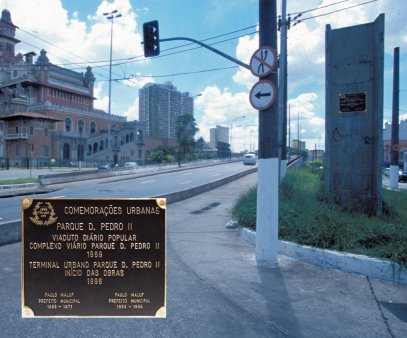 COMEMORAÇÕES URBANAS
PARQUE D. PEDRO II
VIADUTO DIÁRIO POPULAR
COMPLEXO VIÁRIO PARQUE D. PEDRO II
1969
TERMINAL URBANO PARQUE D. PEDRO II
INÍCIO DAS OBRAS
1996
PAULO MALUF
PREFEITO MUNICIPAL
1969 - 1971
PAULO MALUF
PREFEITO MUNICIPAL
1993 - 1996